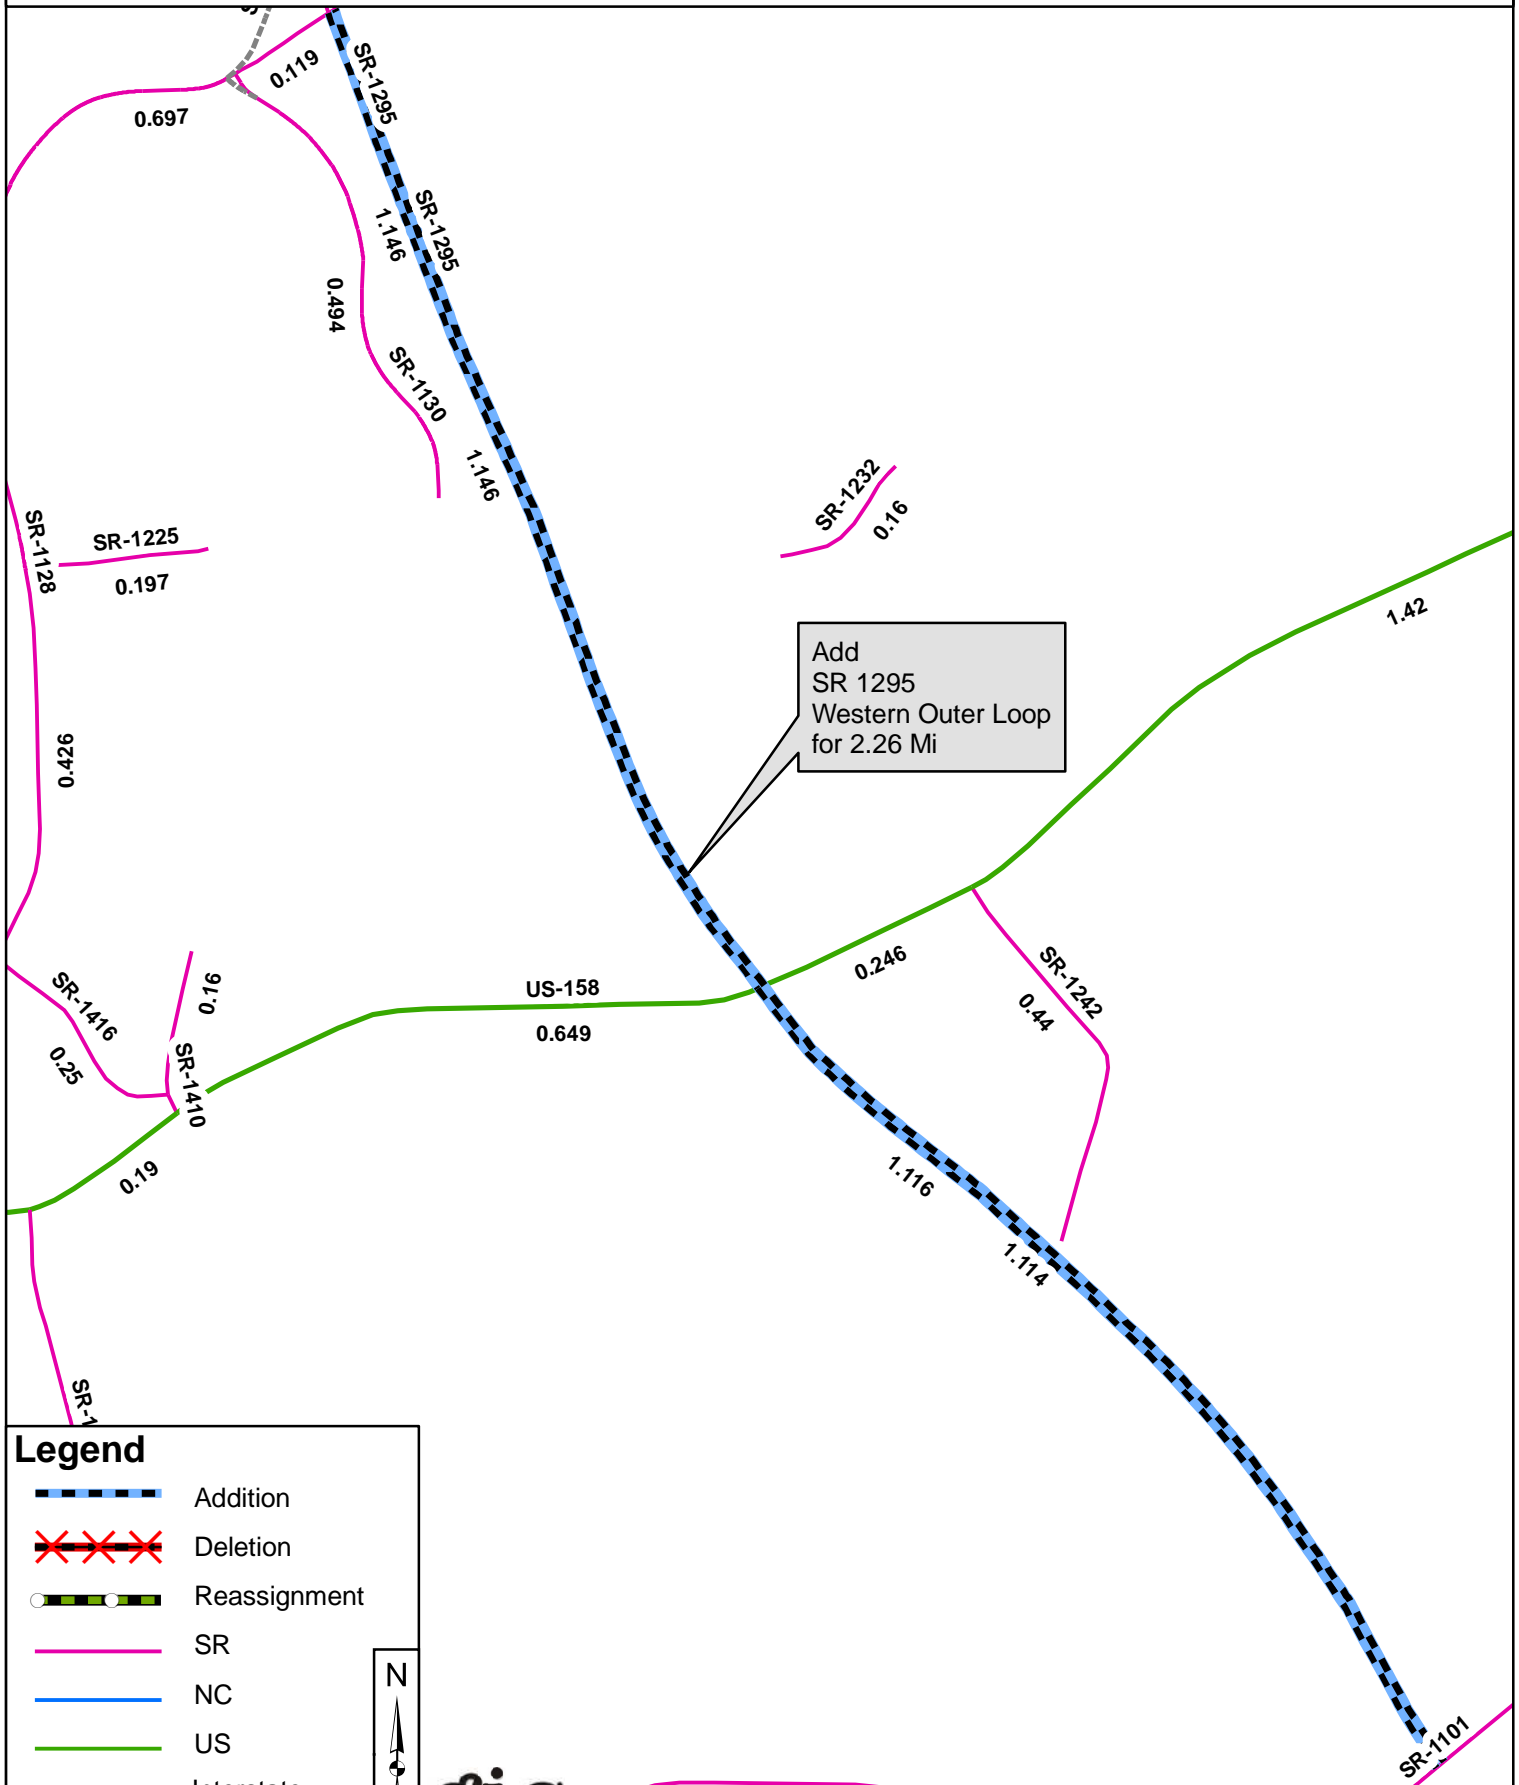 0.119
SR-1295
0.697
SR-1295
1.146
0.494
SR-1130
1.146
SR-1232
0.16
SR-1128
SR-1225
0.197
1.42
Add
SR 1295
Western Outer Loop
for 2.26 Mi
0.426
0.246
SR-1242
0.44
SR-1416
0.16
US-158
0.649
0.25
SR-1410
0.19
1.116
1.114
SR-1
Legend
Addition
Deletion
Reassignment
SR
N
NC
US
SR-1101
Interstate